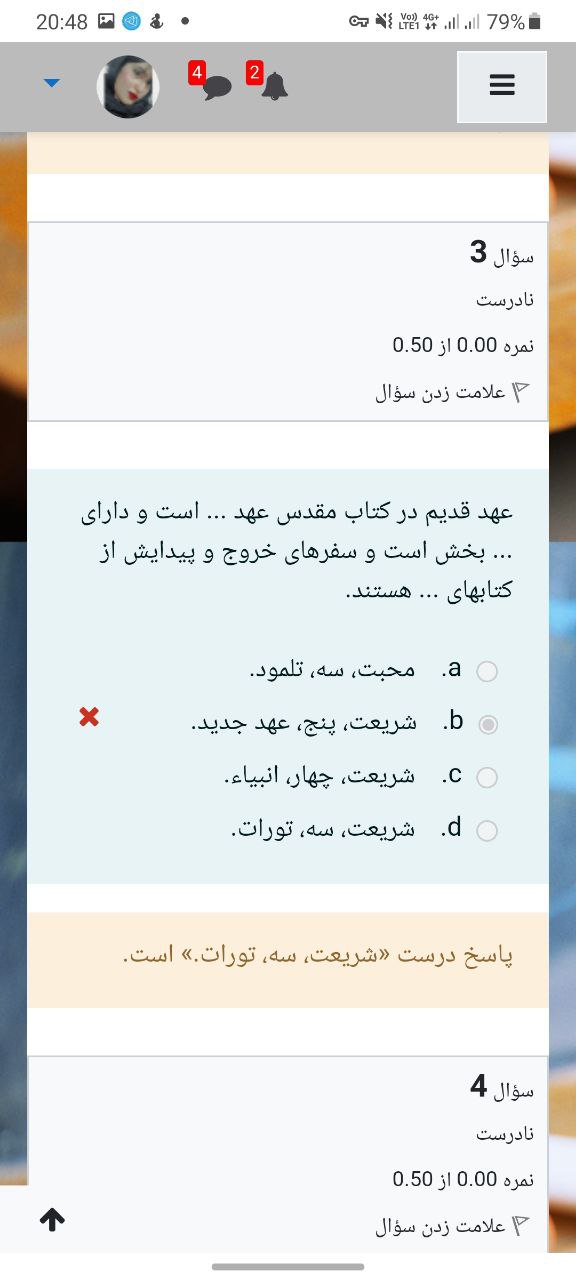 20:48 Vo) LTE1 4G+ 79%
4 2
سؤال 3
نادرست
نمره 0.00 از 0.50
علامت زدن سؤال
عهد قدیم در کتاب مقدس عهد ... است و دارای
... بخش است و سفرهای خروج و پیدایش از
کتابهای ... هستند.
a. محبت، سه، تلمود.
b. شریعت، پنج، عهد جدید.
c. شریعت، چهار، انبیاء.
d. شریعت، سه، تورات.
پاسخ درست «شریعت، سه، تورات.» است.
سؤال 4
نادرست
نمره 0.00 از 0.50
علامت زدن سؤال